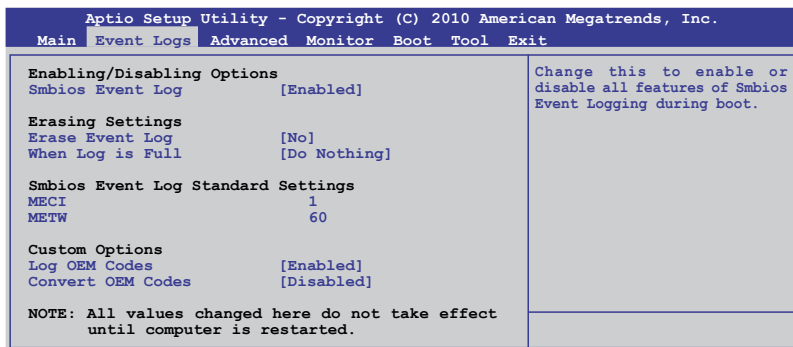 Aptio Setup Utility - Copyright (C) 2010 American Megatrends, Inc.
Main Event Logs Advanced Monitor Boot Tool Exit
Enabling/Disabling Options
Smbios Event Log [Enabled]
Erasing Settings
Erase Event Log [No]
When Log is Full [Do Nothing]
Smbios Event Log Standard Settings
MECI 1
METW 60
Custom Options
Log OEM Codes [Enabled]
Convert OEM Codes [Disabled]
NOTE: All values changed here do not take effect
until computer is restarted.
Change this to enable or
disable all features of Smbios
Event Logging during boot.